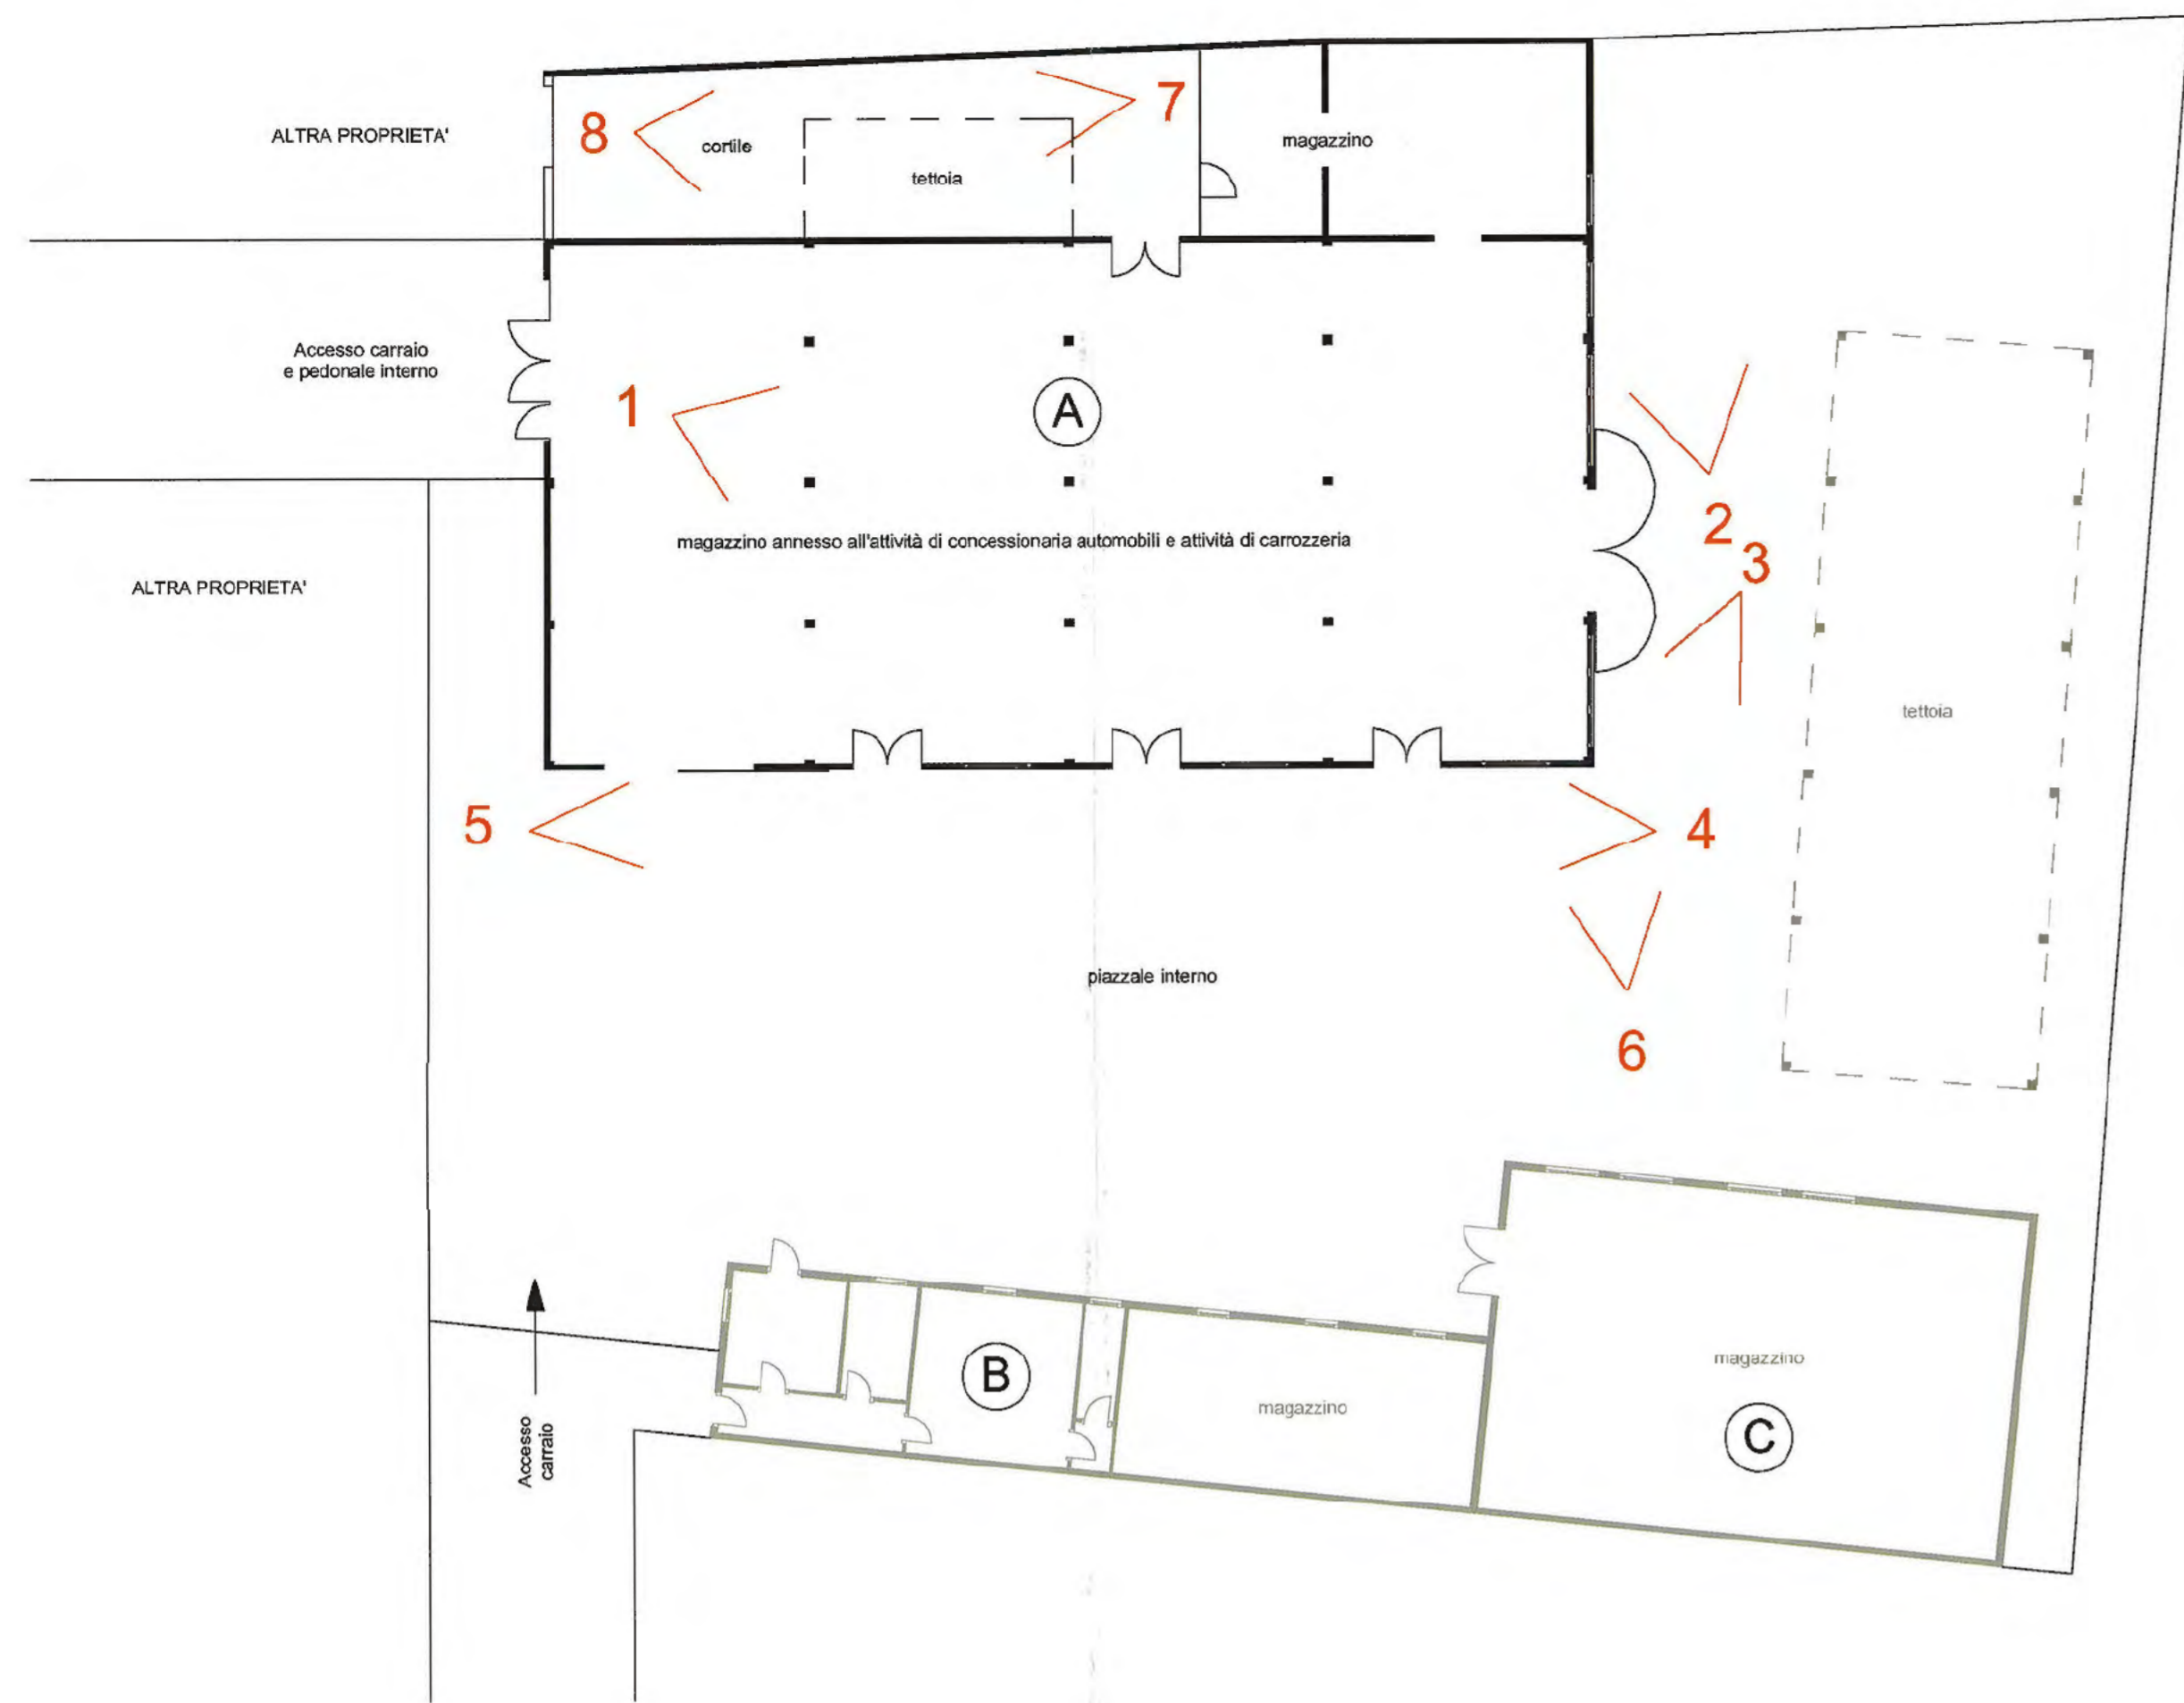 8
7
ALTRA PROPRIETA'
cortile
magazzino
tettoia
Accesso carraio
e pedonale interno
1
A
2
3
magazzino annesso all'attività di concessionaria automobili e attività di carrozzeria
ALTRA PROPRIETA'
tettoia
5
4
piazzale interno
6
B
magazzino
magazzino
C
Accesso
carraio